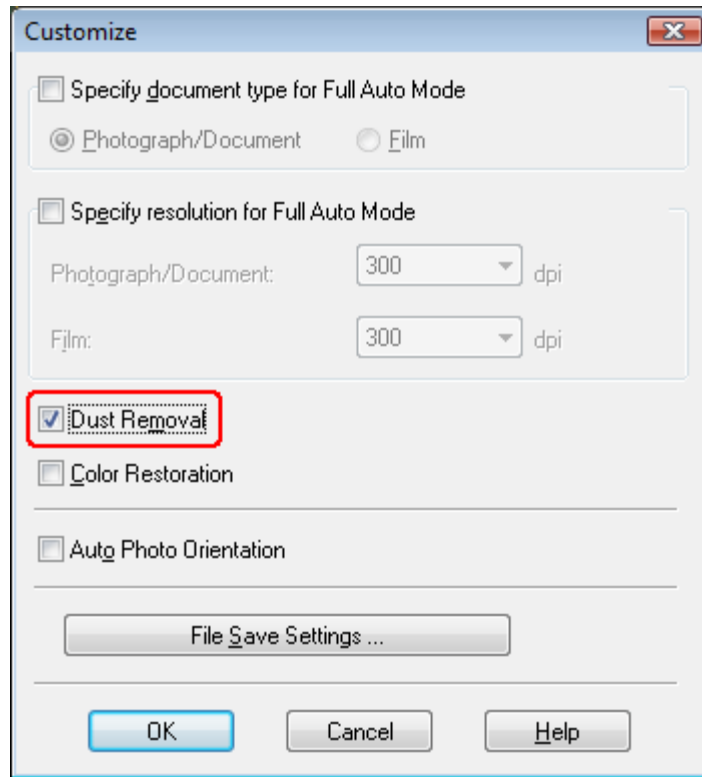 Customize
Specify document type for Full Auto Mode
Photograph/Document Film
Specify resolution for Full Auto Mode
Photograph/Document: 300 dpi
Film: 300 dpi
Dust Removal
Color Restoration
Auto Photo Orientation
File Save Settings ...
OK Cancel Help